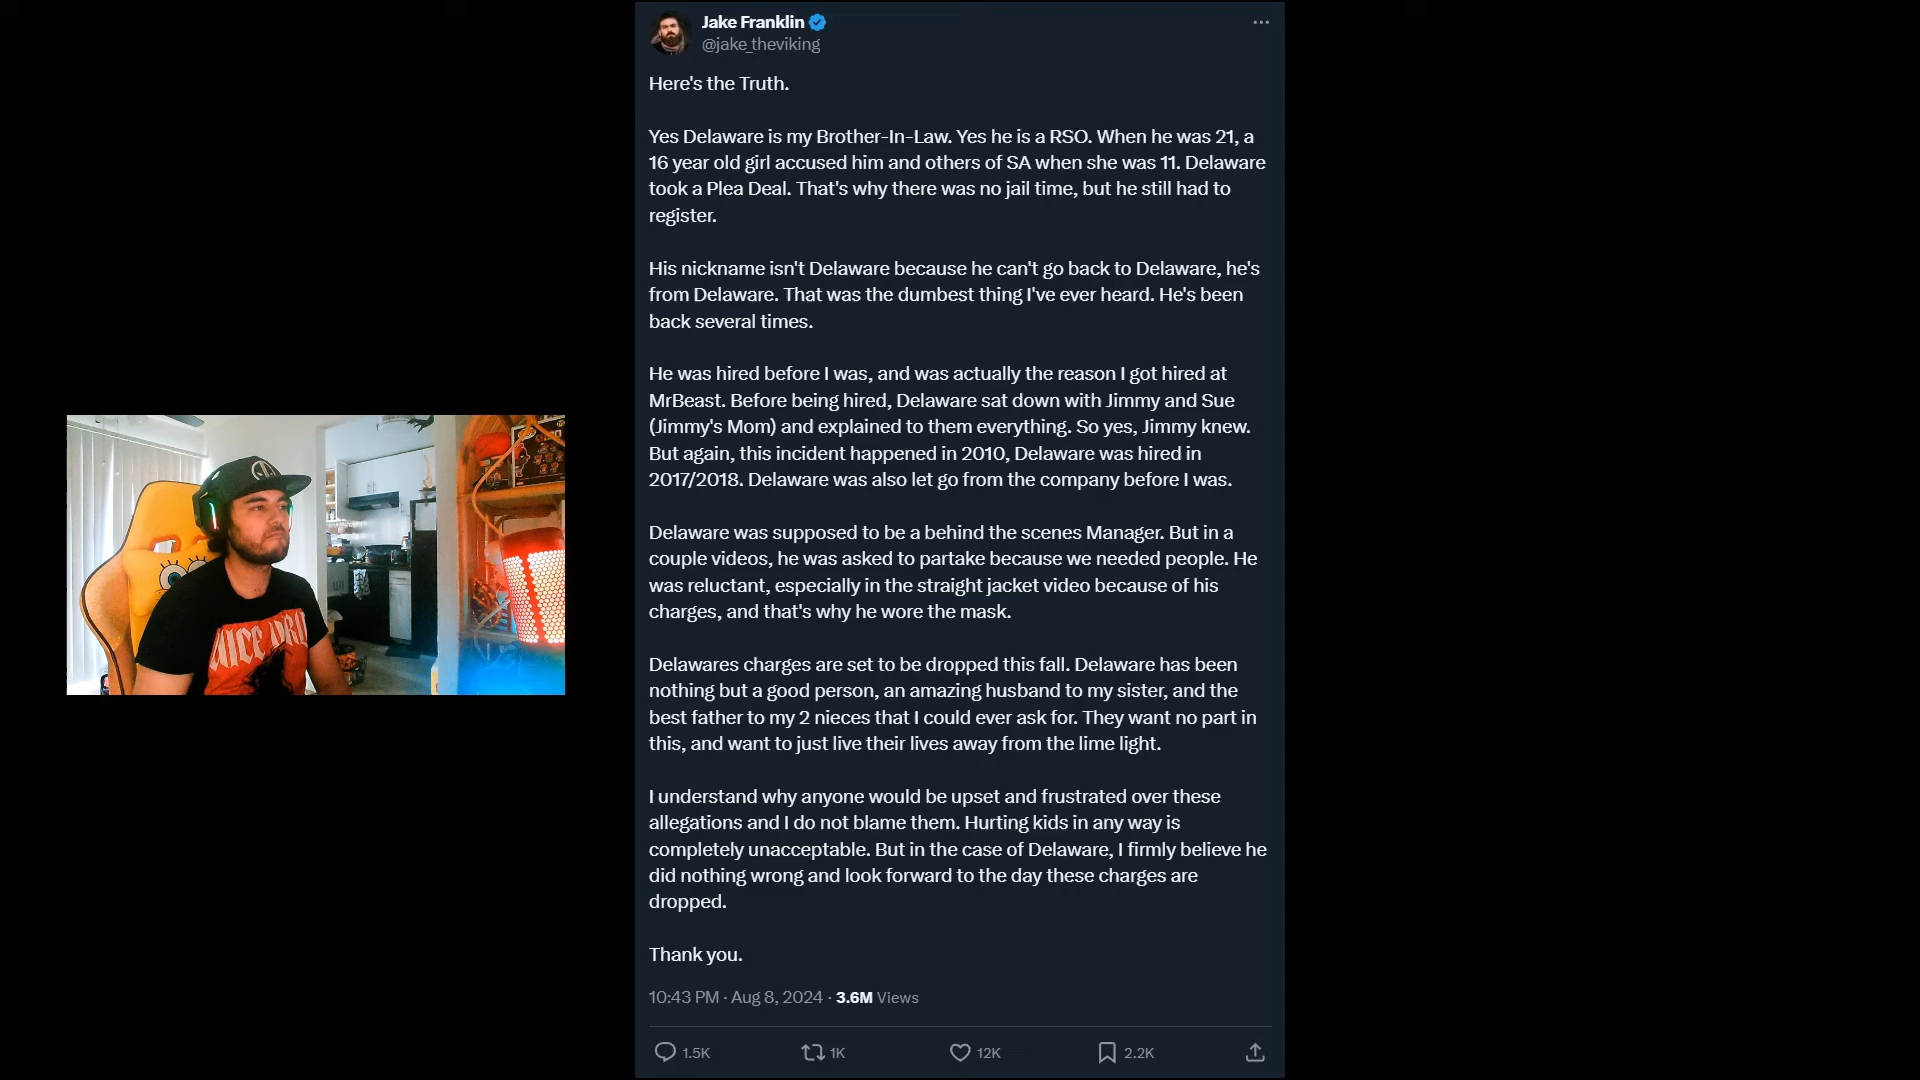 Jake Franklin
@jake_theviking
Here's the Truth.
Yes Delaware is my Brother-In-Law. Yes he is a RSO. When he was 21, a
16 year old girl accused him and others of SA when she was 11. Delaware
took a Plea Deal. That's why there was no jail time, but he still had to
register.
His nickname isn't Delaware because he can't go back to Delaware, he's
from Delaware. That was the dumbest thing I've ever heard. He's been
back several times.
He was hired before I was, and was actually the reason I got hired at
MrBeast. Before being hired, Delaware sat down with Jimmy and Sue
(Jimmy's Mom) and explained to them everything. So yes, Jimmy knew.
But again, this incident happened in 2010, Delaware was hired in
2017/2018. Delaware was also let go from the company before I was.
Delaware was supposed to be a behind the scenes Manager. But in a
couple videos, he was asked to partake because we needed people. He
was reluctant, especially in the straight jacket video because of his
charges, and that's why he wore the mask.
Delawares charges are set to be dropped this fall. Delaware has been
nothing but a good person, an amazing husband to my sister, and the
best father to my 2 nieces that I could ever ask for. They want no part in
this, and want to just live their lives away from the lime light.
I understand why anyone would be upset and frustrated over these
allegations and I do not blame them. Hurting kids in any way is
completely unacceptable. But in the case of Delaware, I firmly believe he
did nothing wrong and look forward to the day these charges are
dropped.
Thank you.
10:43 PM · Aug 8, 2024 · 3.6M Views
1.5K 1K 12K 2.2K